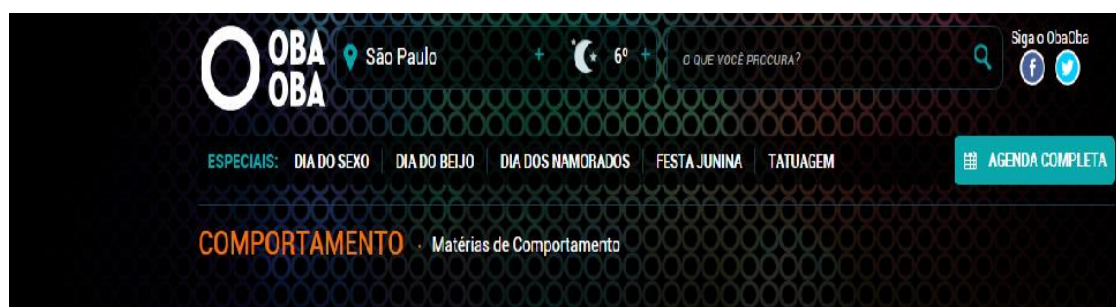 OBA
OBA
São Paulo + 6º +
O QUE VOCÊ PROCURA?
Siga o ObaOba
ESPECIAIS: DIA DO SEXO DIA DO BEIJO DIA DOS NAMORADOS FESTA JUNINA TATUAGEM
AGENDA COMPLETA
COMPORTAMENTO · Matérias de Comportamento